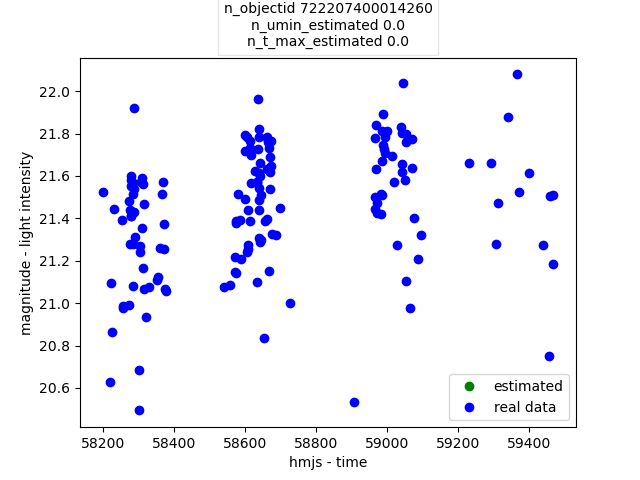 n_objectid 722207400014260
n_umin_estimated 0.0
n_t_max_estimated 0.0
22.0
21.8
21.6
21.4
21.2
21.0
20.8
20.6
magnitude - light intensity
estimated
real data
58200 58400 58600 58800 59000 59200 59400
hmjs - time